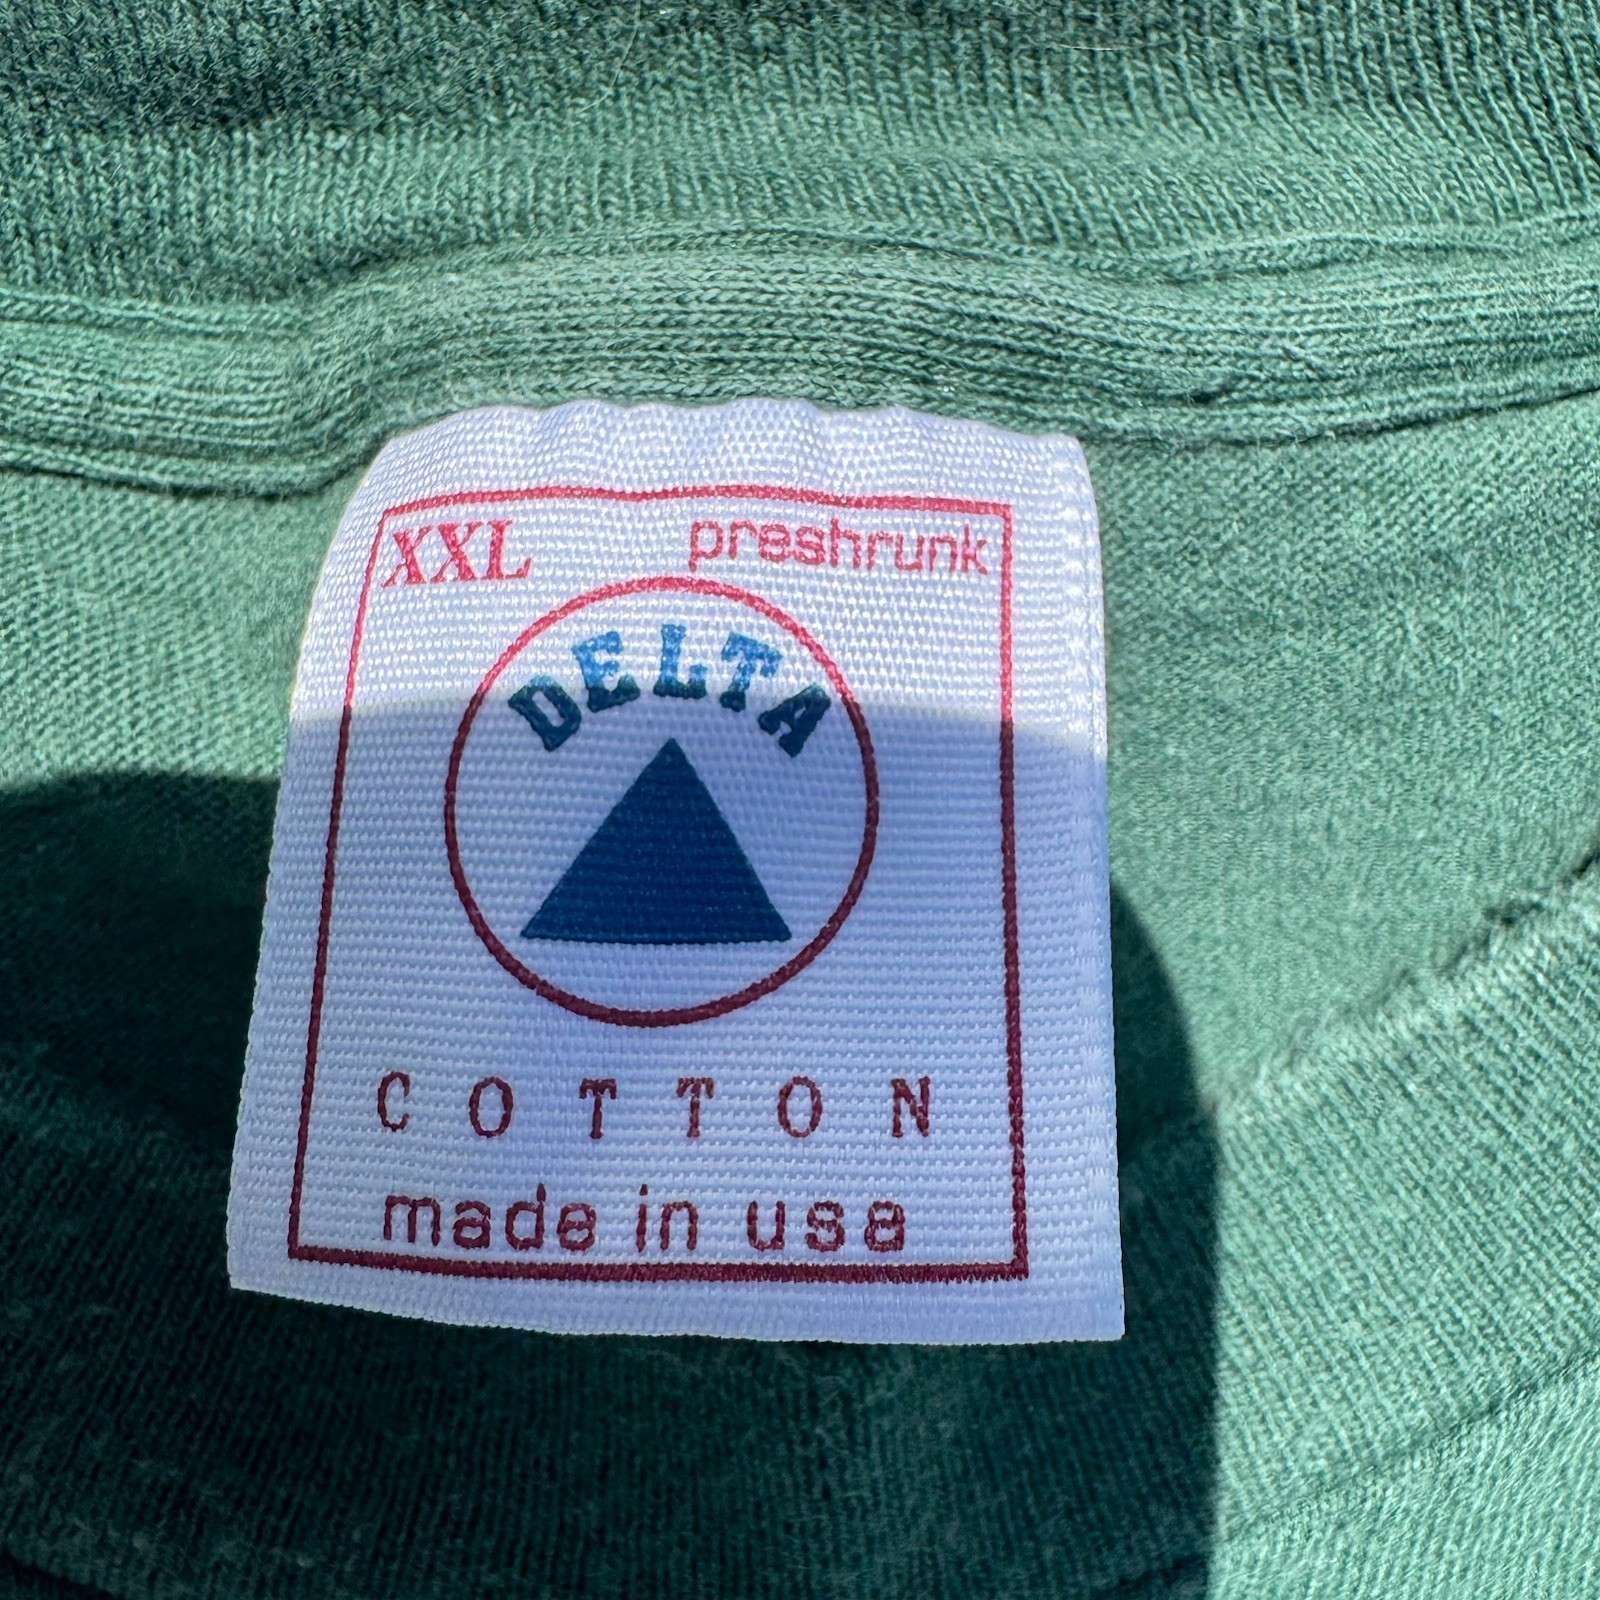 XXL preshrunk
DELTA
COTTON
made in usa